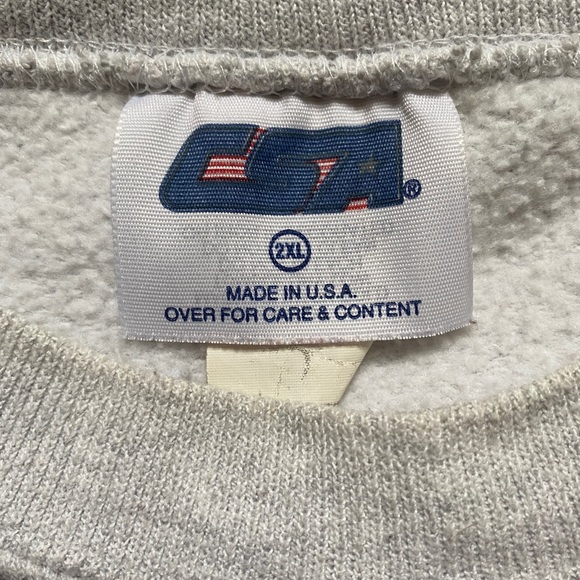 CSA®
2XL
MADE IN U.S.A.
OVER FOR CARE & CONTENT